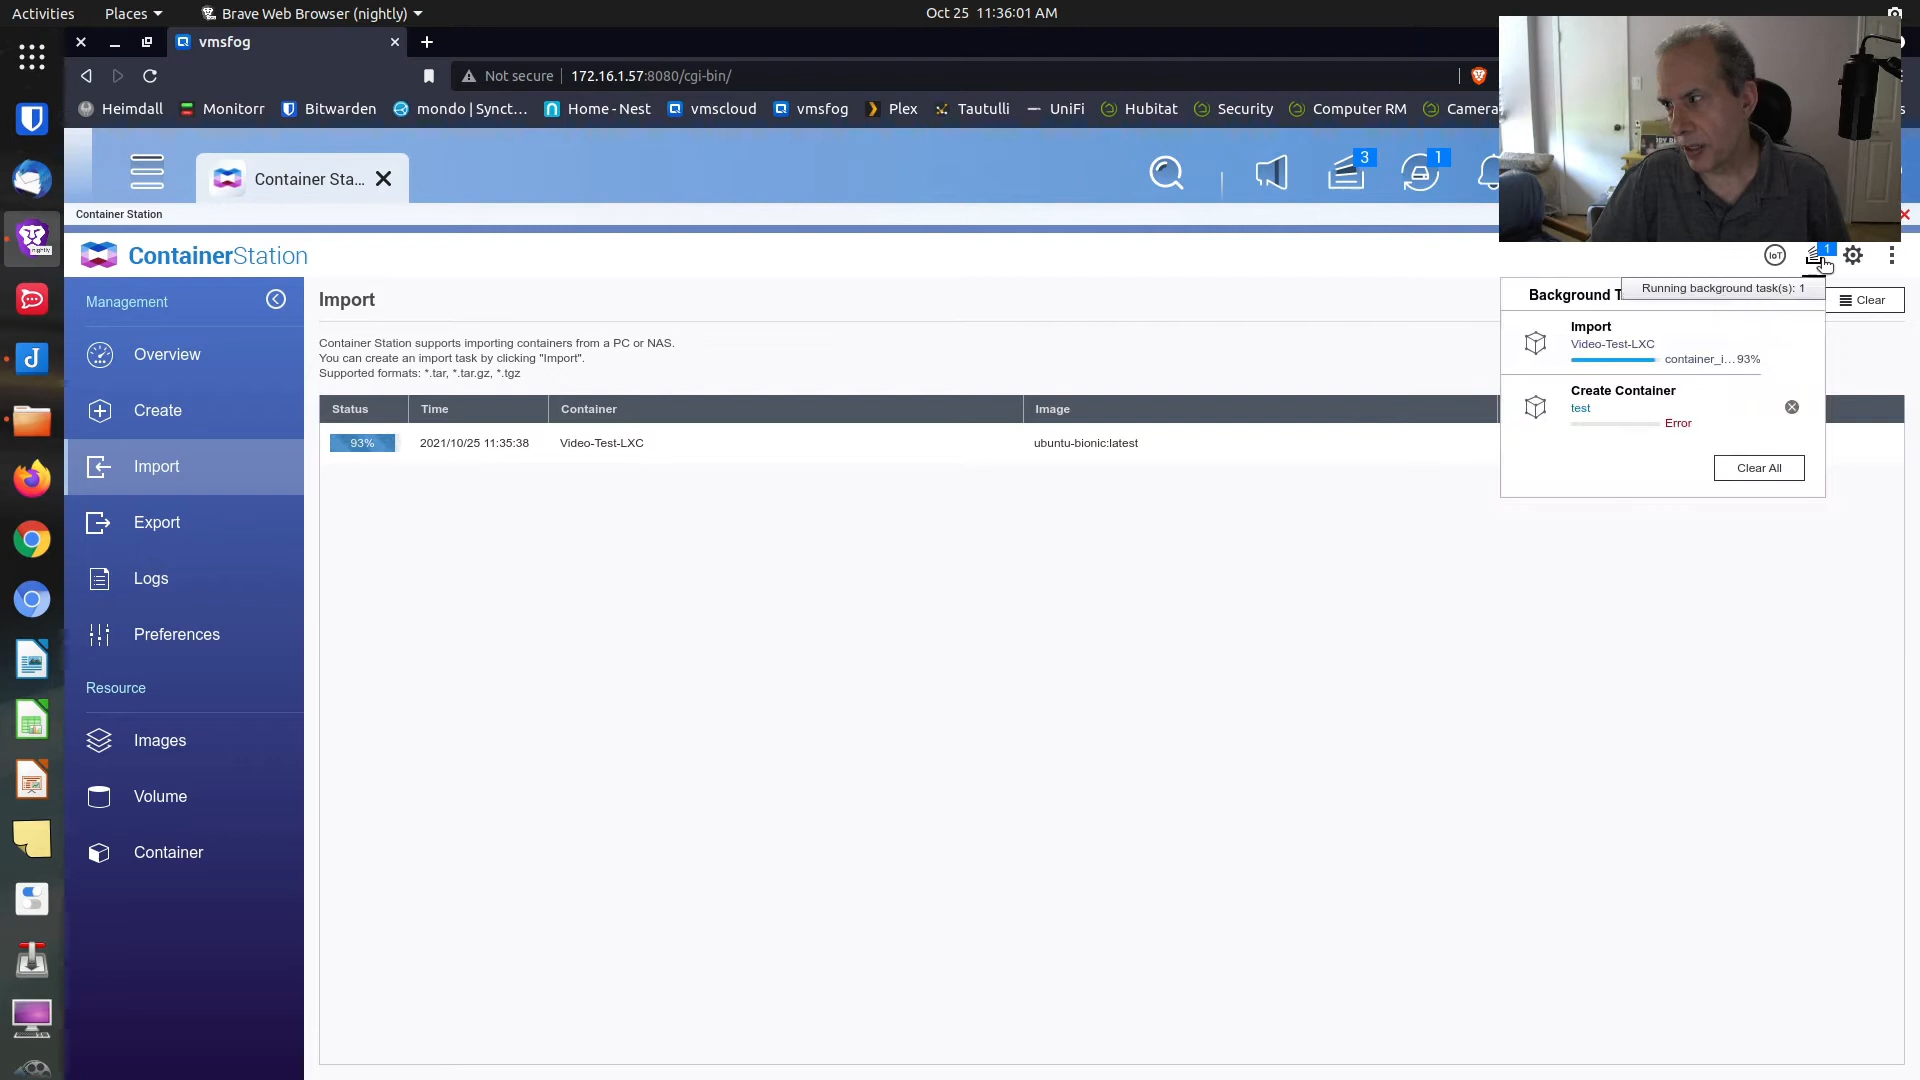 Activities Places Brave Web Browser (nightly) Oct 25 11:36:01 AM
vmsfog
Not secure 172.16.1.57:8080/cgi-bin/
Heimdall Monitorr Bitwarden mondo | Synct... Home - Nest vmscloud vmsfog Plex Tautulli UniFi Hubitat Security Computer RM Camera
Container Sta... 3 1
Container Station
ContainerStation
IoT 1
Running background task(s): 1
Management
Overview
Create
Import
Export
Logs
Preferences
Resource
Images
Volume
Container
Import
Container Station supports importing containers from a PC or NAS.
You can create an import task by clicking "Import".
Supported formats: *.tar, *.tar.gz, *.tgz
Status Time Container Image
93% 2021/10/25 11:35:38 Video-Test-LXC ubuntu-bionic:latest
Background T
Clear
Import
Video-Test-LXC
container_i... 93%
Create Container
test
Error
Clear All
nightly